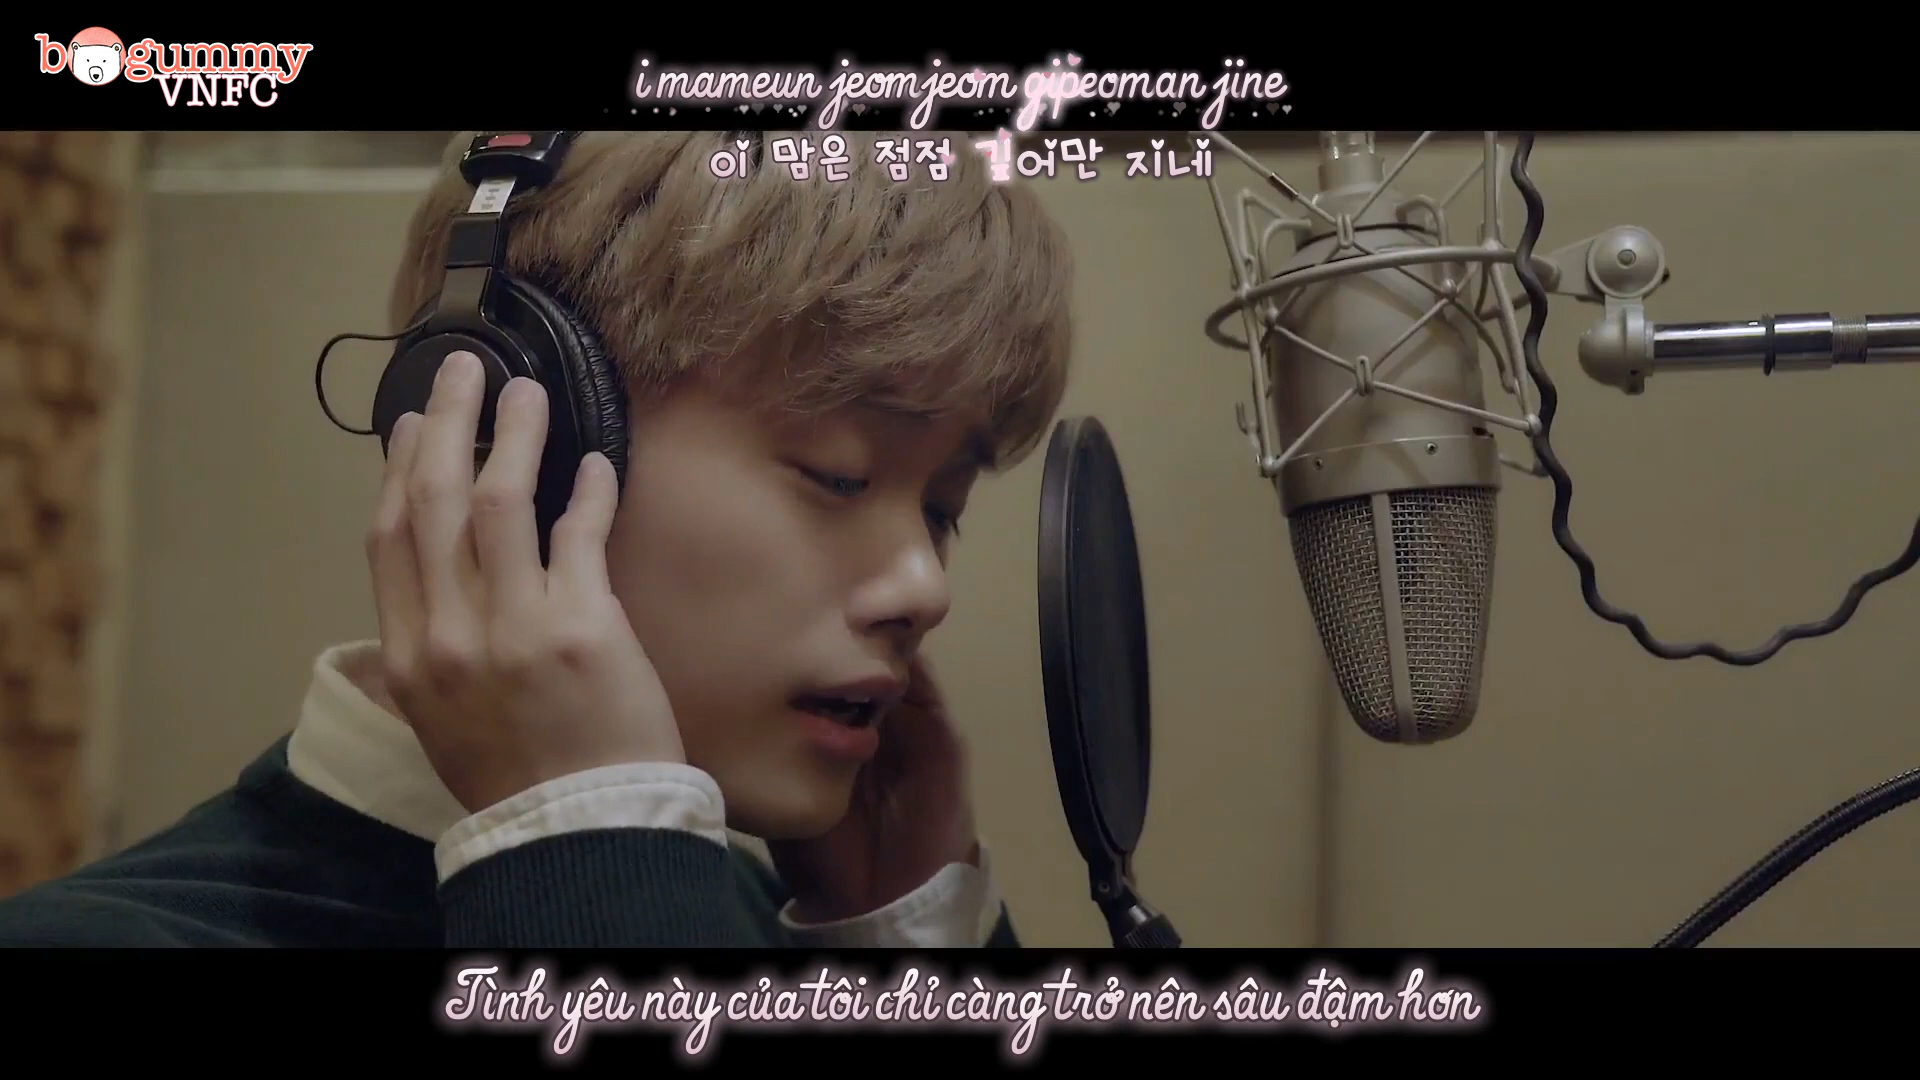 bogummy
VNFC
i mameun jeomjeom gipeoman jine
이 맘은 점점 깊어만 지네
Tình yêu này của tôi chỉ càng trở nên sâu đậm hơn